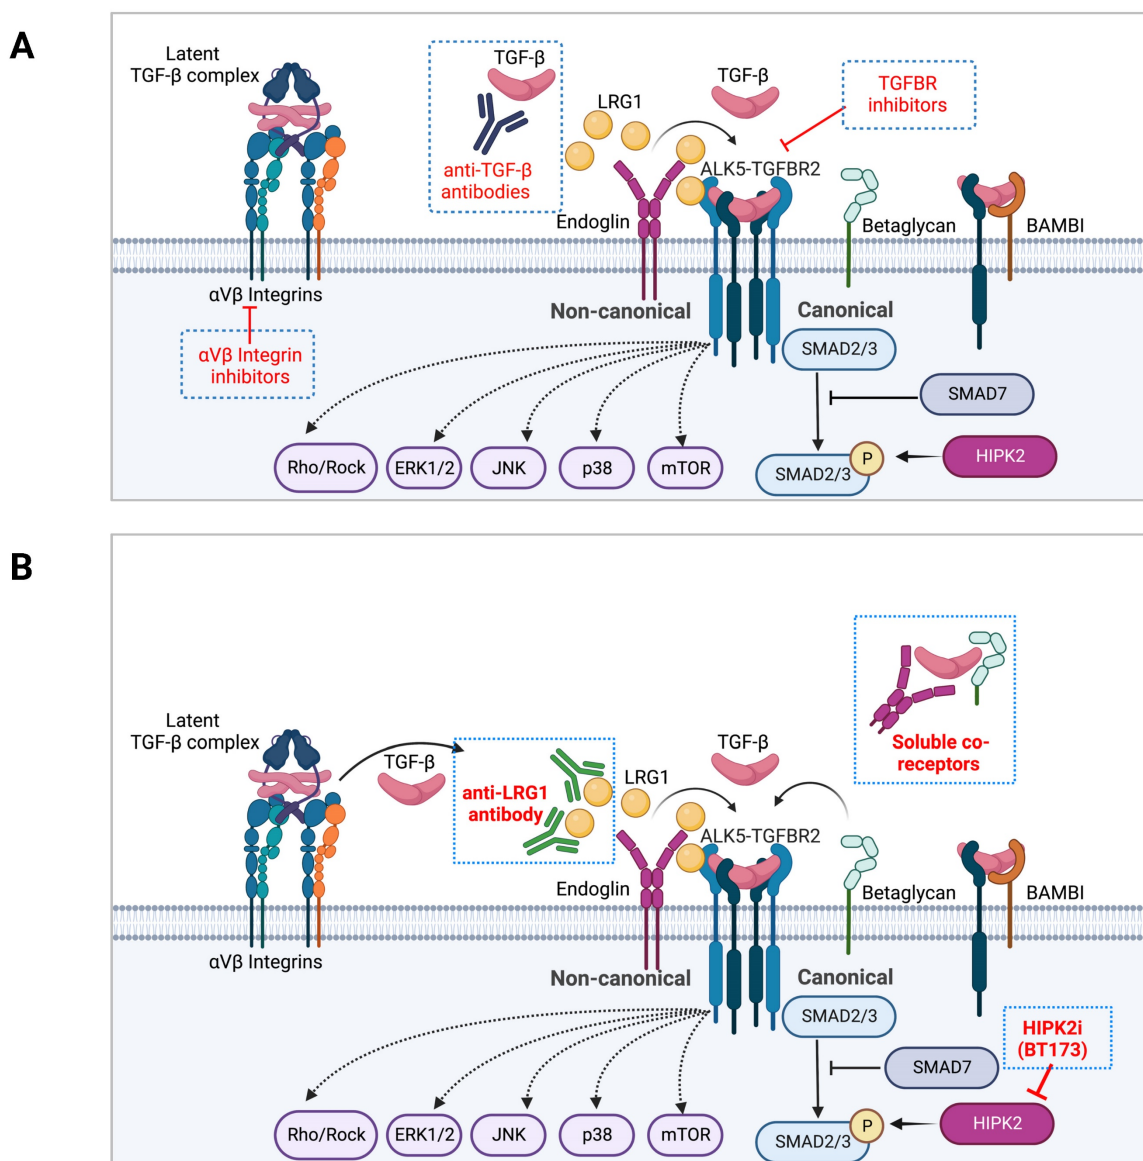 A
Latent
TGF-β complex
TGF-β
anti-TGF-β
antibodies
LRG1
TGF-β
TGFBR
inhibitors
ALK5-TGFBR2
Endoglin
Betaglycan
BAMBI
αVβ Integrins
αVβ Integrin
inhibitors
Non-canonical
Canonical
SMAD2/3
SMAD7
Rho/Rock
ERK1/2
JNK
p38
mTOR
SMAD2/3
P
HIPK2
B
Latent
TGF-β complex
TGF-β
anti-LRG1
antibody
LRG1
TGF-β
Soluble co-
receptors
ALK5-TGFBR2
Endoglin
Betaglycan
BAMBI
αVβ Integrins
Non-canonical
Canonical
SMAD2/3
HIPK2i
(BT173)
SMAD7
Rho/Rock
ERK1/2
JNK
p38
mTOR
SMAD2/3
P
HIPK2